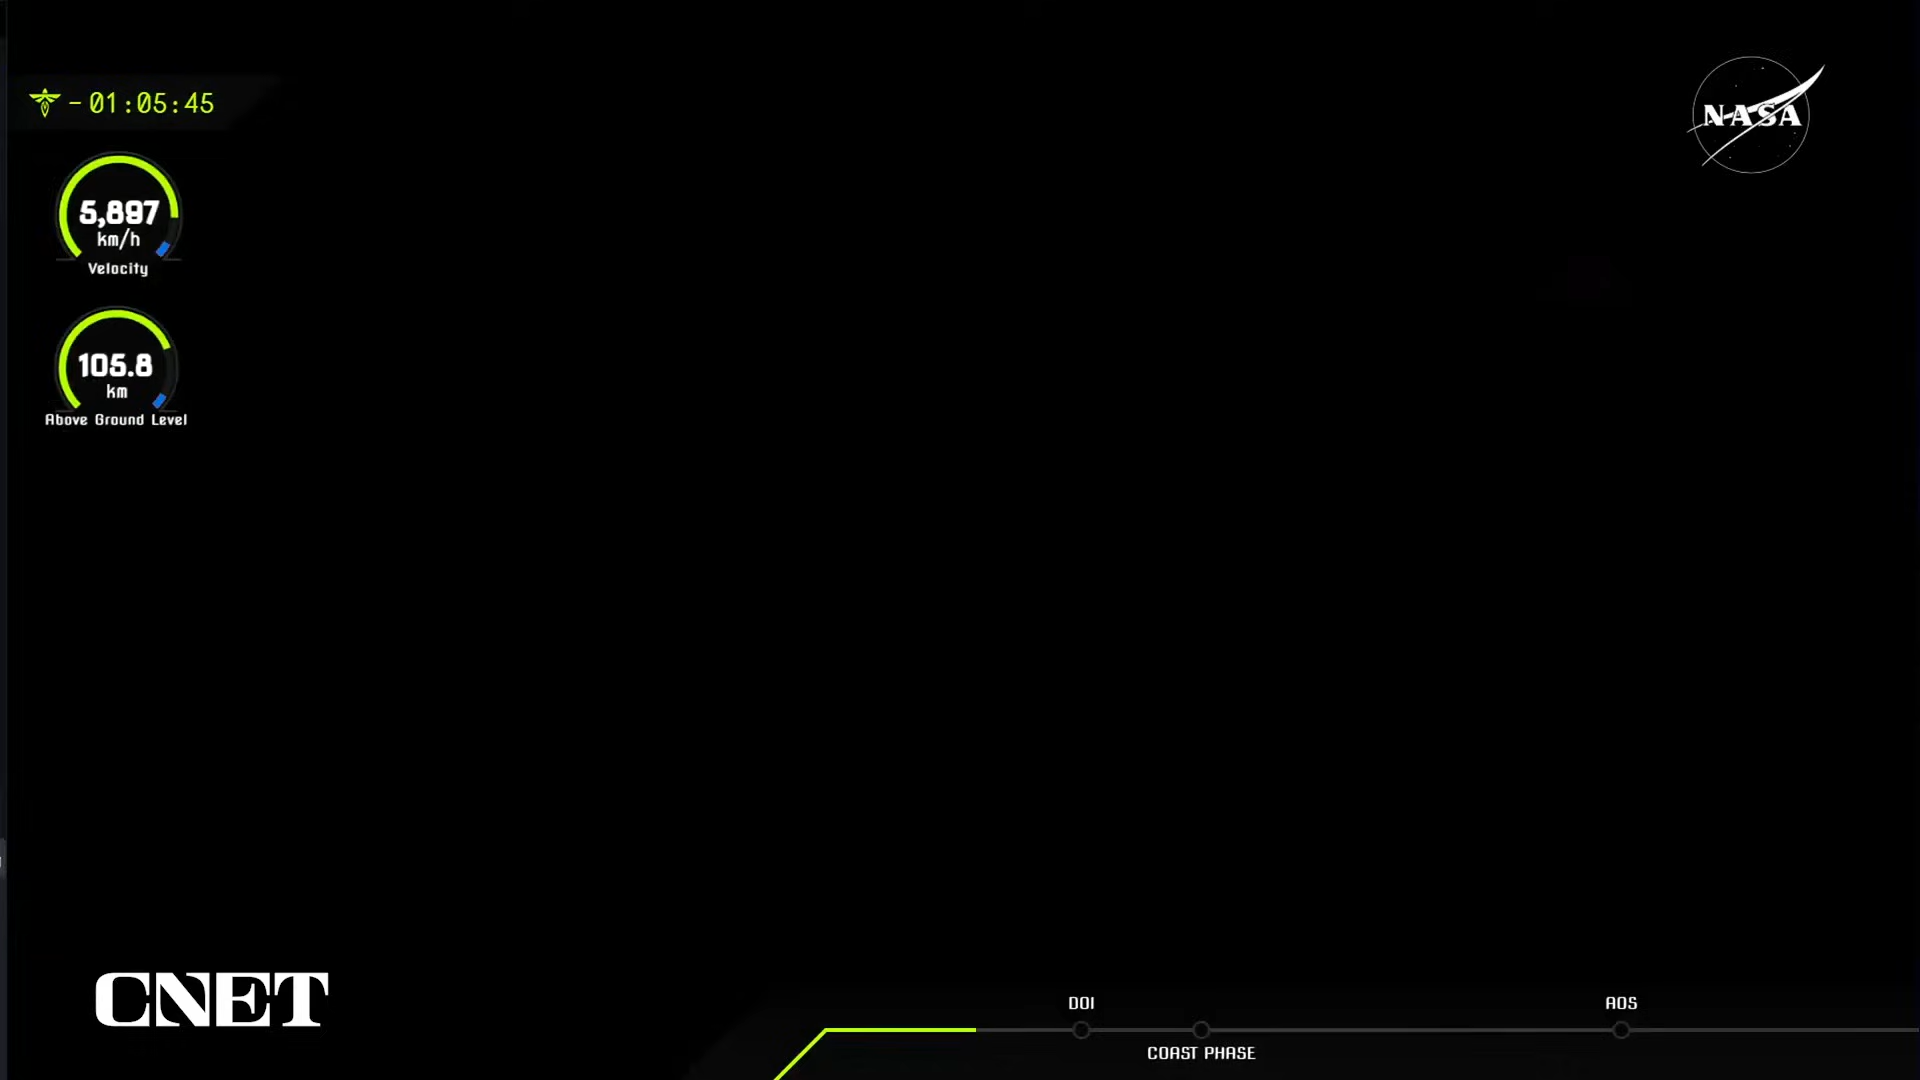 -01:05:45
NASA
5,897
km/h
Velocity
105.8
km
Above Ground Level
CNET
DOI
AOS
COAST PHASE